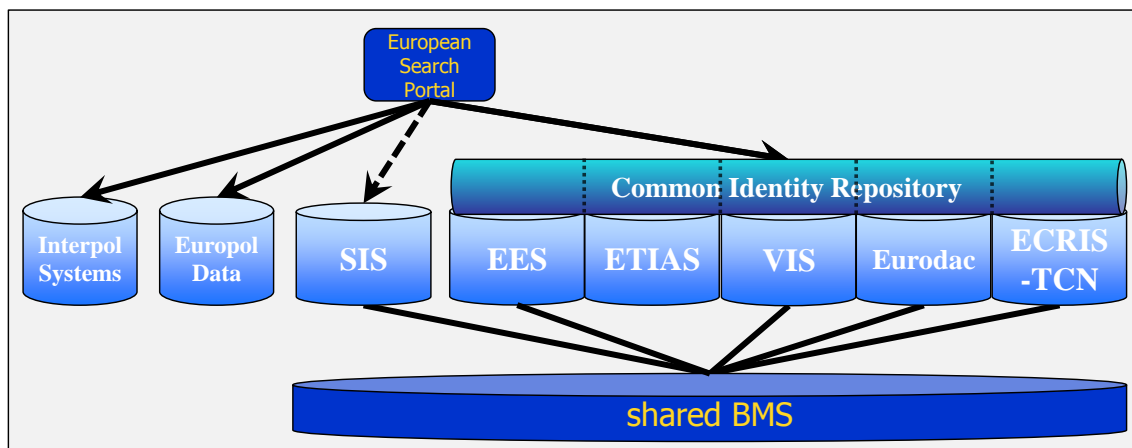 European
Search
Portal
Common Identity Repository
Interpol
Systems
Europol
Data
SIS
EES
ETIAS
VIS
Eurodac
ECRIS
-TCN
shared BMS